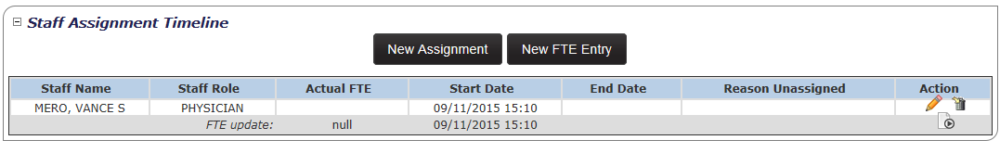 Staff Assignment Timeline
New Assignment New FTE Entry
Staff Name Staff Role Actual FTE Start Date End Date Reason Unassigned Action
MERO, VANCE S PHYSICIAN 09/11/2015 15:10
FTE update: null 09/11/2015 15:10